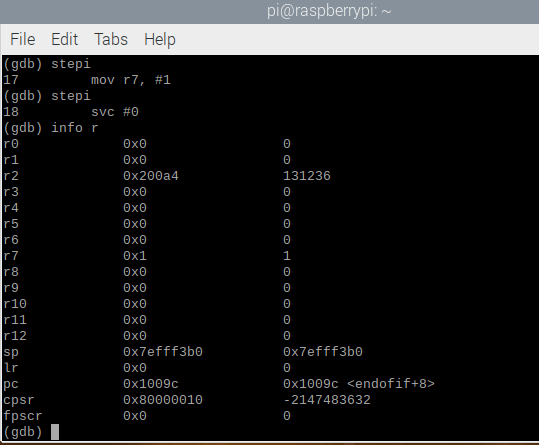 pi@raspberrypi: ~
File Edit Tabs Help
(gdb) stepi
17 mov r7, #1
(gdb) stepi
18 svc #0
(gdb) info r
r0 0x0 0
r1 0x0 0
r2 0x200a4 131236
r3 0x0 0
r4 0x0 0
r5 0x0 0
r6 0x0 0
r7 0x1 1
r8 0x0 0
r9 0x0 0
r10 0x0 0
r11 0x0 0
r12 0x0 0
sp 0x7efff3b0 0x7efff3b0
lr 0x0 0
pc 0x1009c 0x1009c <endofif+8>
cpsr 0x80000010 -2147483632
fpscr 0x0 0
(gdb)